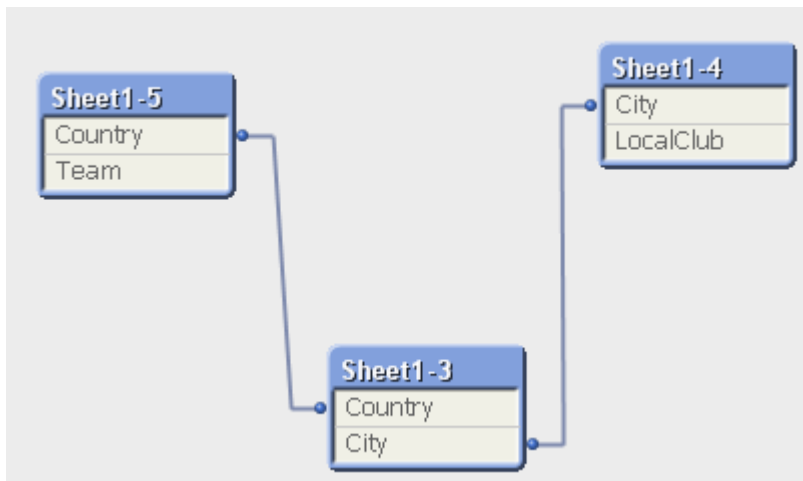 Sheet1-5
Country
Team
Sheet1-4
City
LocalClub
Sheet1-3
Country
City